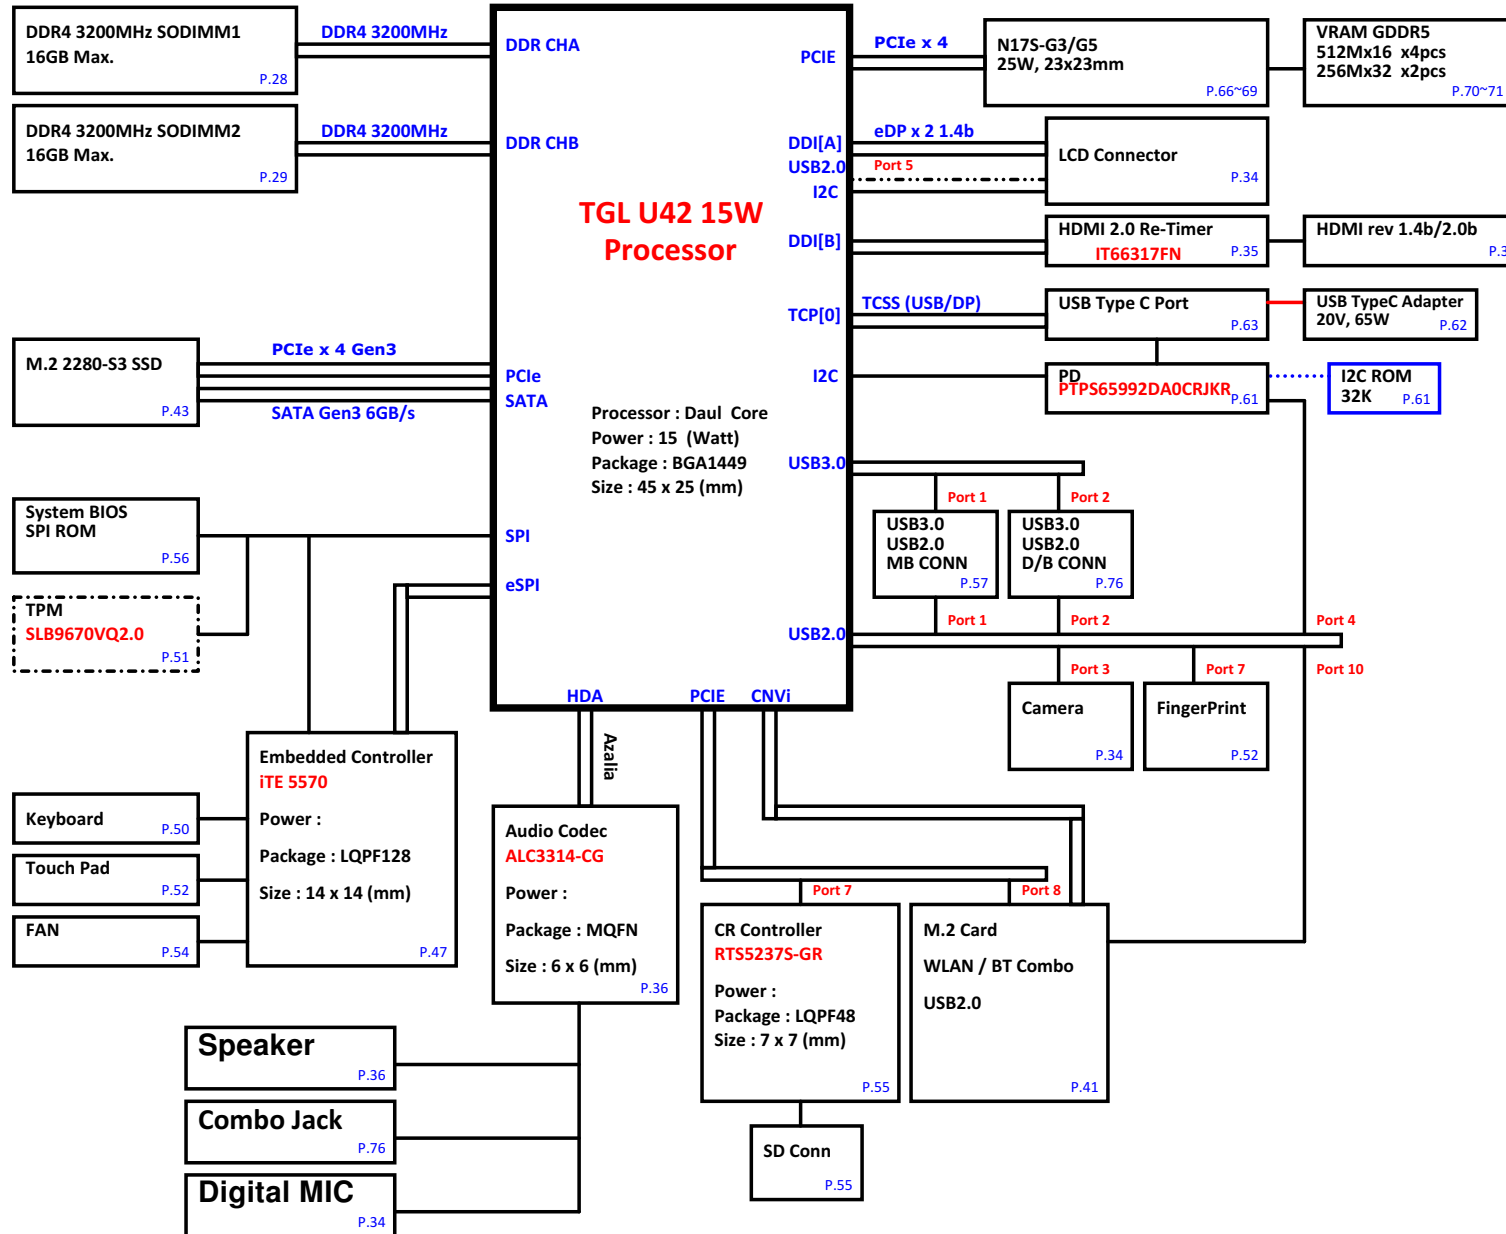 DDR4 3200MHz SODIMM1
16GB Max.
P.28
DDR4 3200MHz
DDR CHA
DDR4 3200MHz SODIMM2
16GB Max.
P.29
DDR4 3200MHz
DDR CHB
TGL U42 15W
Processor
Processor : Daul Core
Power : 15 (Watt)
Package : BGA1449
Size : 45 x 25 (mm)
PCIE
PCIe x 4
N17S-G3/G5
25W, 23x23mm
P.66~69
VRAM GDDR5
512Mx16 x4pcs
256Mx32 x2pcs
P.70~71
DDI[A]
eDP x 2 1.4b
USB2.0
Port 5
I2C
LCD Connector
P.34
DDI[B]
HDMI 2.0 Re-Timer
IT66317FN
P.35
HDMI rev 1.4b/2.0b
P.3
TCP[0]
TCSS (USB/DP)
USB Type C Port
P.63
USB TypeC Adapter
20V, 65W
P.62
I2C
PD
PTPS65992DA0CRJKR
P.61
I2C ROM
32K
P.61
M.2 2280-S3 SSD
P.43
PCIe x 4 Gen3
PCIe
SATA
SATA Gen3 6GB/s
USB3.0
Port 1
Port 2
USB3.0
USB2.0
MB CONN
P.57
USB3.0
USB2.0
D/B CONN
P.76
USB2.0
Port 1
Port 2
Port 4
Port 3
Port 7
Port 10
Camera
P.34
FingerPrint
P.52
System BIOS
SPI ROM
P.56
SPI
TPM
SLB9670VQ2.0
P.51
eSPI
HDA
PCIE
CNVi
Azalia
Embedded Controller
iTE 5570
Power :
Package : LQPF128
Size : 14 x 14 (mm)
P.47
Keyboard
P.50
Touch Pad
P.52
FAN
P.54
Audio Codec
ALC3314-CG
Power :
Package : MQFN
Size : 6 x 6 (mm)
P.36
Port 7
Port 8
CR Controller
RTS5237S-GR
Power :
Package : LQPF48
Size : 7 x 7 (mm)
P.55
M.2 Card
WLAN / BT Combo
USB2.0
P.41
SD Conn
P.55
Speaker
P.36
Combo Jack
P.76
Digital MIC
P.34